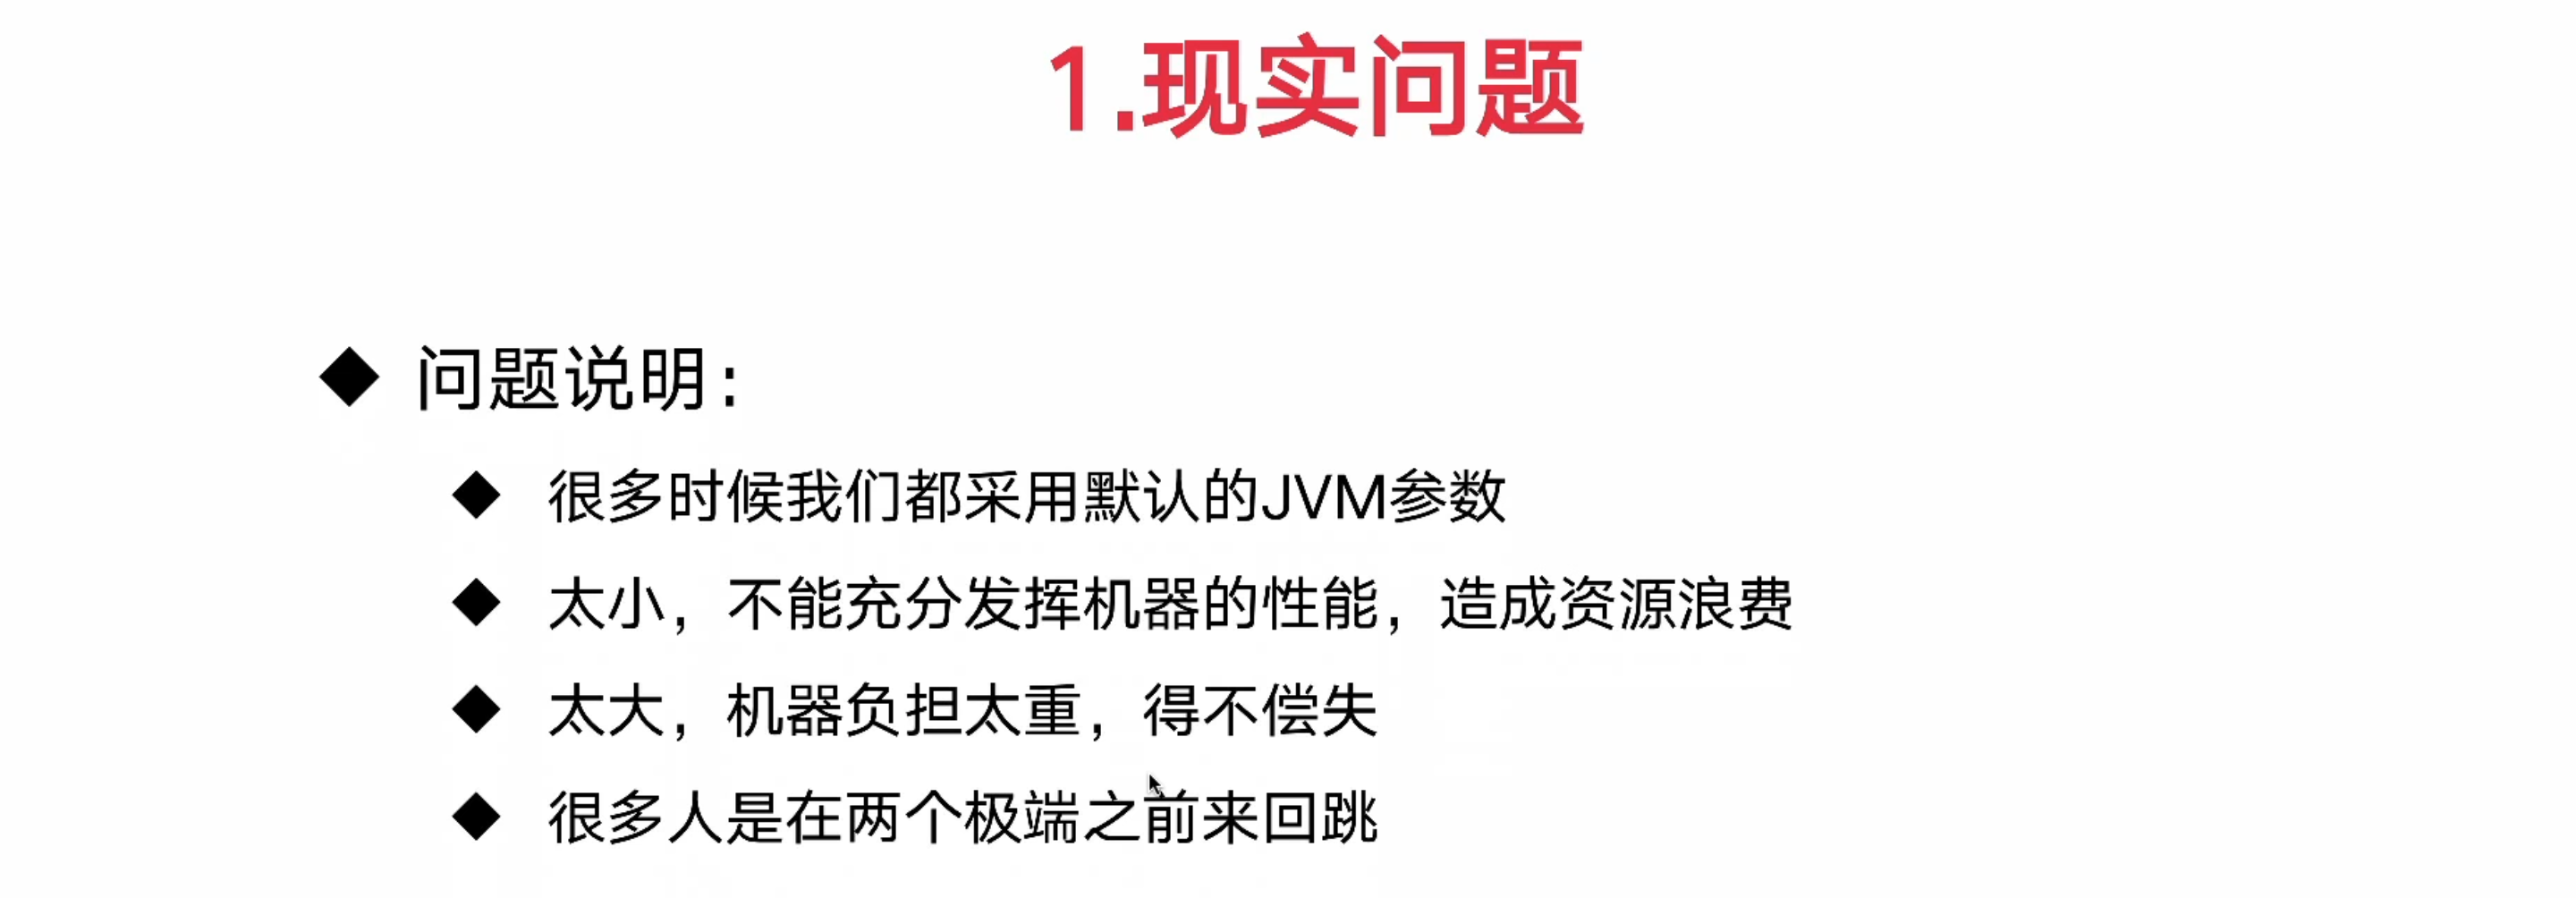 1.现实问题
◆ 问题说明：
◆ 很多时候我们都采用默认的JVM参数
◆ 太小，不能充分发挥机器的性能，造成资源浪费
◆ 太大，机器负担太重，得不偿失
◆ 很多人是在两个极端之前来回跳